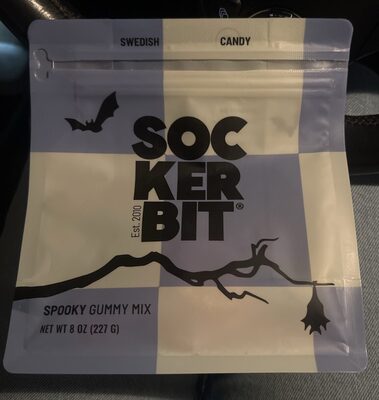 SWEDISH CANDY
SOC
KER
BIT®
Est. 2010
SPOOKY GUMMY MIX
NET WT 8 OZ (227 G)